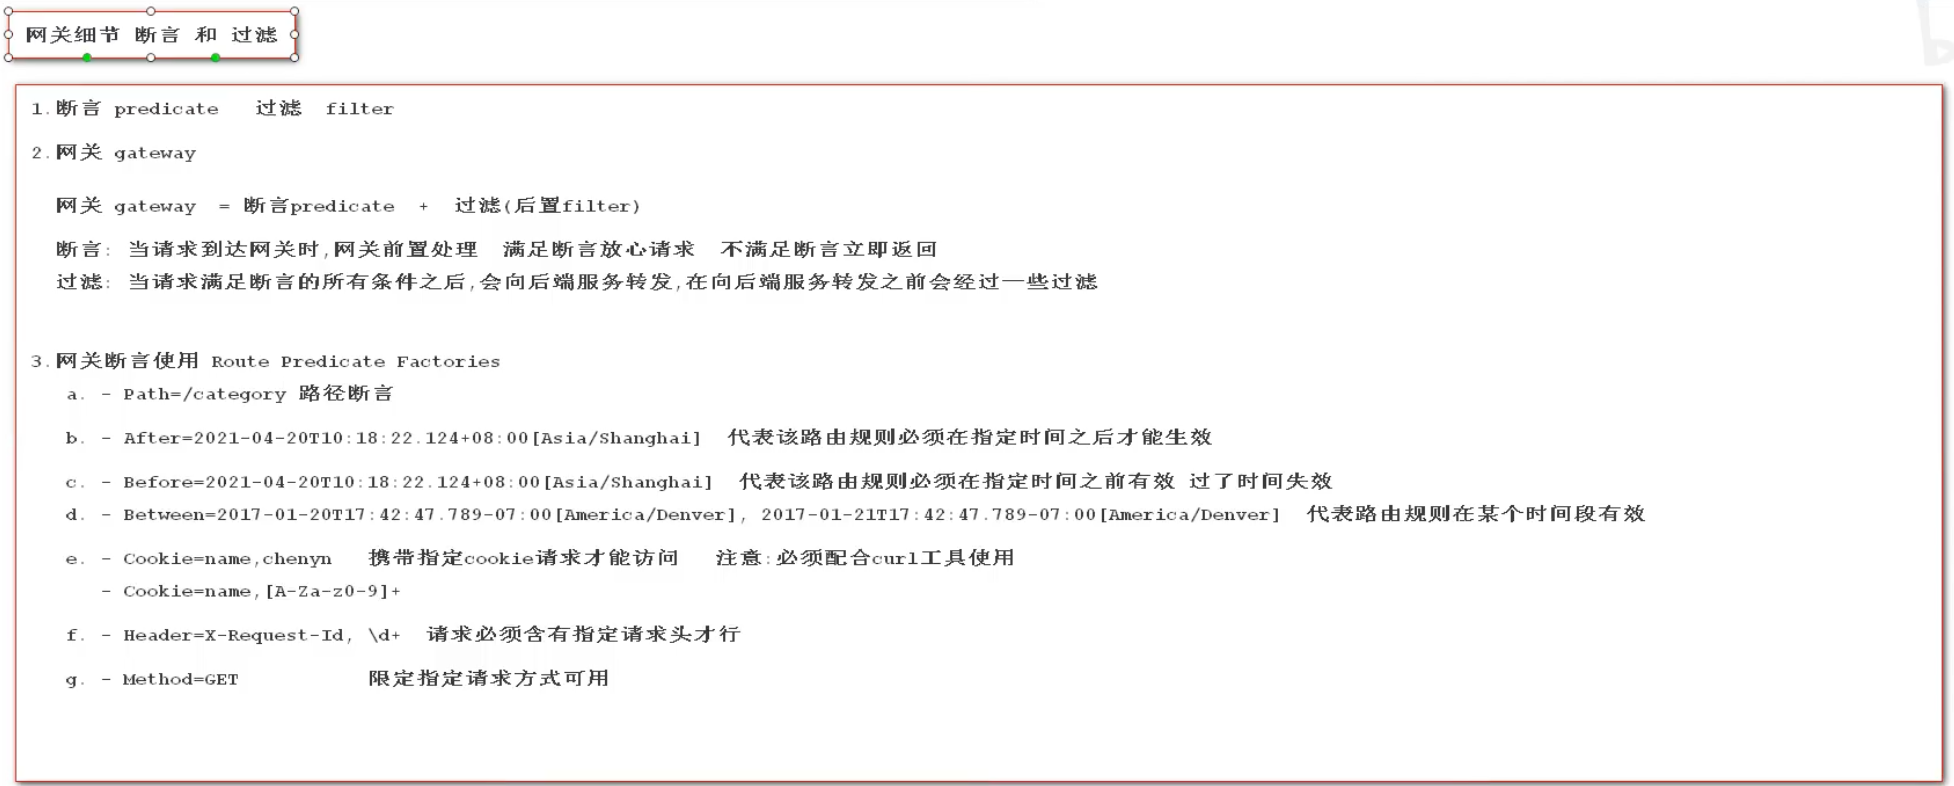 网关细节 断言 和 过滤
1.断言 predicate 过滤 filter
2.网关 gateway
网关 gateway = 断言predicate + 过滤(后置filter)
断言: 当请求到达网关时,网关前置处理 满足断言放心请求 不满足断言立即返回
过滤: 当请求满足断言的所有条件之后,会向后端服务转发,在向后端服务转发之前会经过一些过滤
3.网关断言使用 Route Predicate Factories
a. - Path=/category 路径断言
b. - After=2021-04-20T10:18:22.124+08:00[Asia/Shanghai] 代表该路由规则必须在指定时间之后才能生效
c. - Before=2021-04-20T10:18:22.124+08:00[Asia/Shanghai] 代表该路由规则必须在指定时间之前有效 过了时间失效
d. - Between=2017-01-20T17:42:47.789-07:00[America/Denver], 2017-01-21T17:42:47.789-07:00[America/Denver] 代表路由规则在某个时间段有效
e. - Cookie=name,chenyn 携带指定cookie请求才能访问 注意:必须配合curl工具使用
- Cookie=name,[A-Za-z0-9]+
f. - Header=X-Request-Id, \d+ 请求必须含有指定请求头才行
g. - Method=GET 限定指定请求方式可用